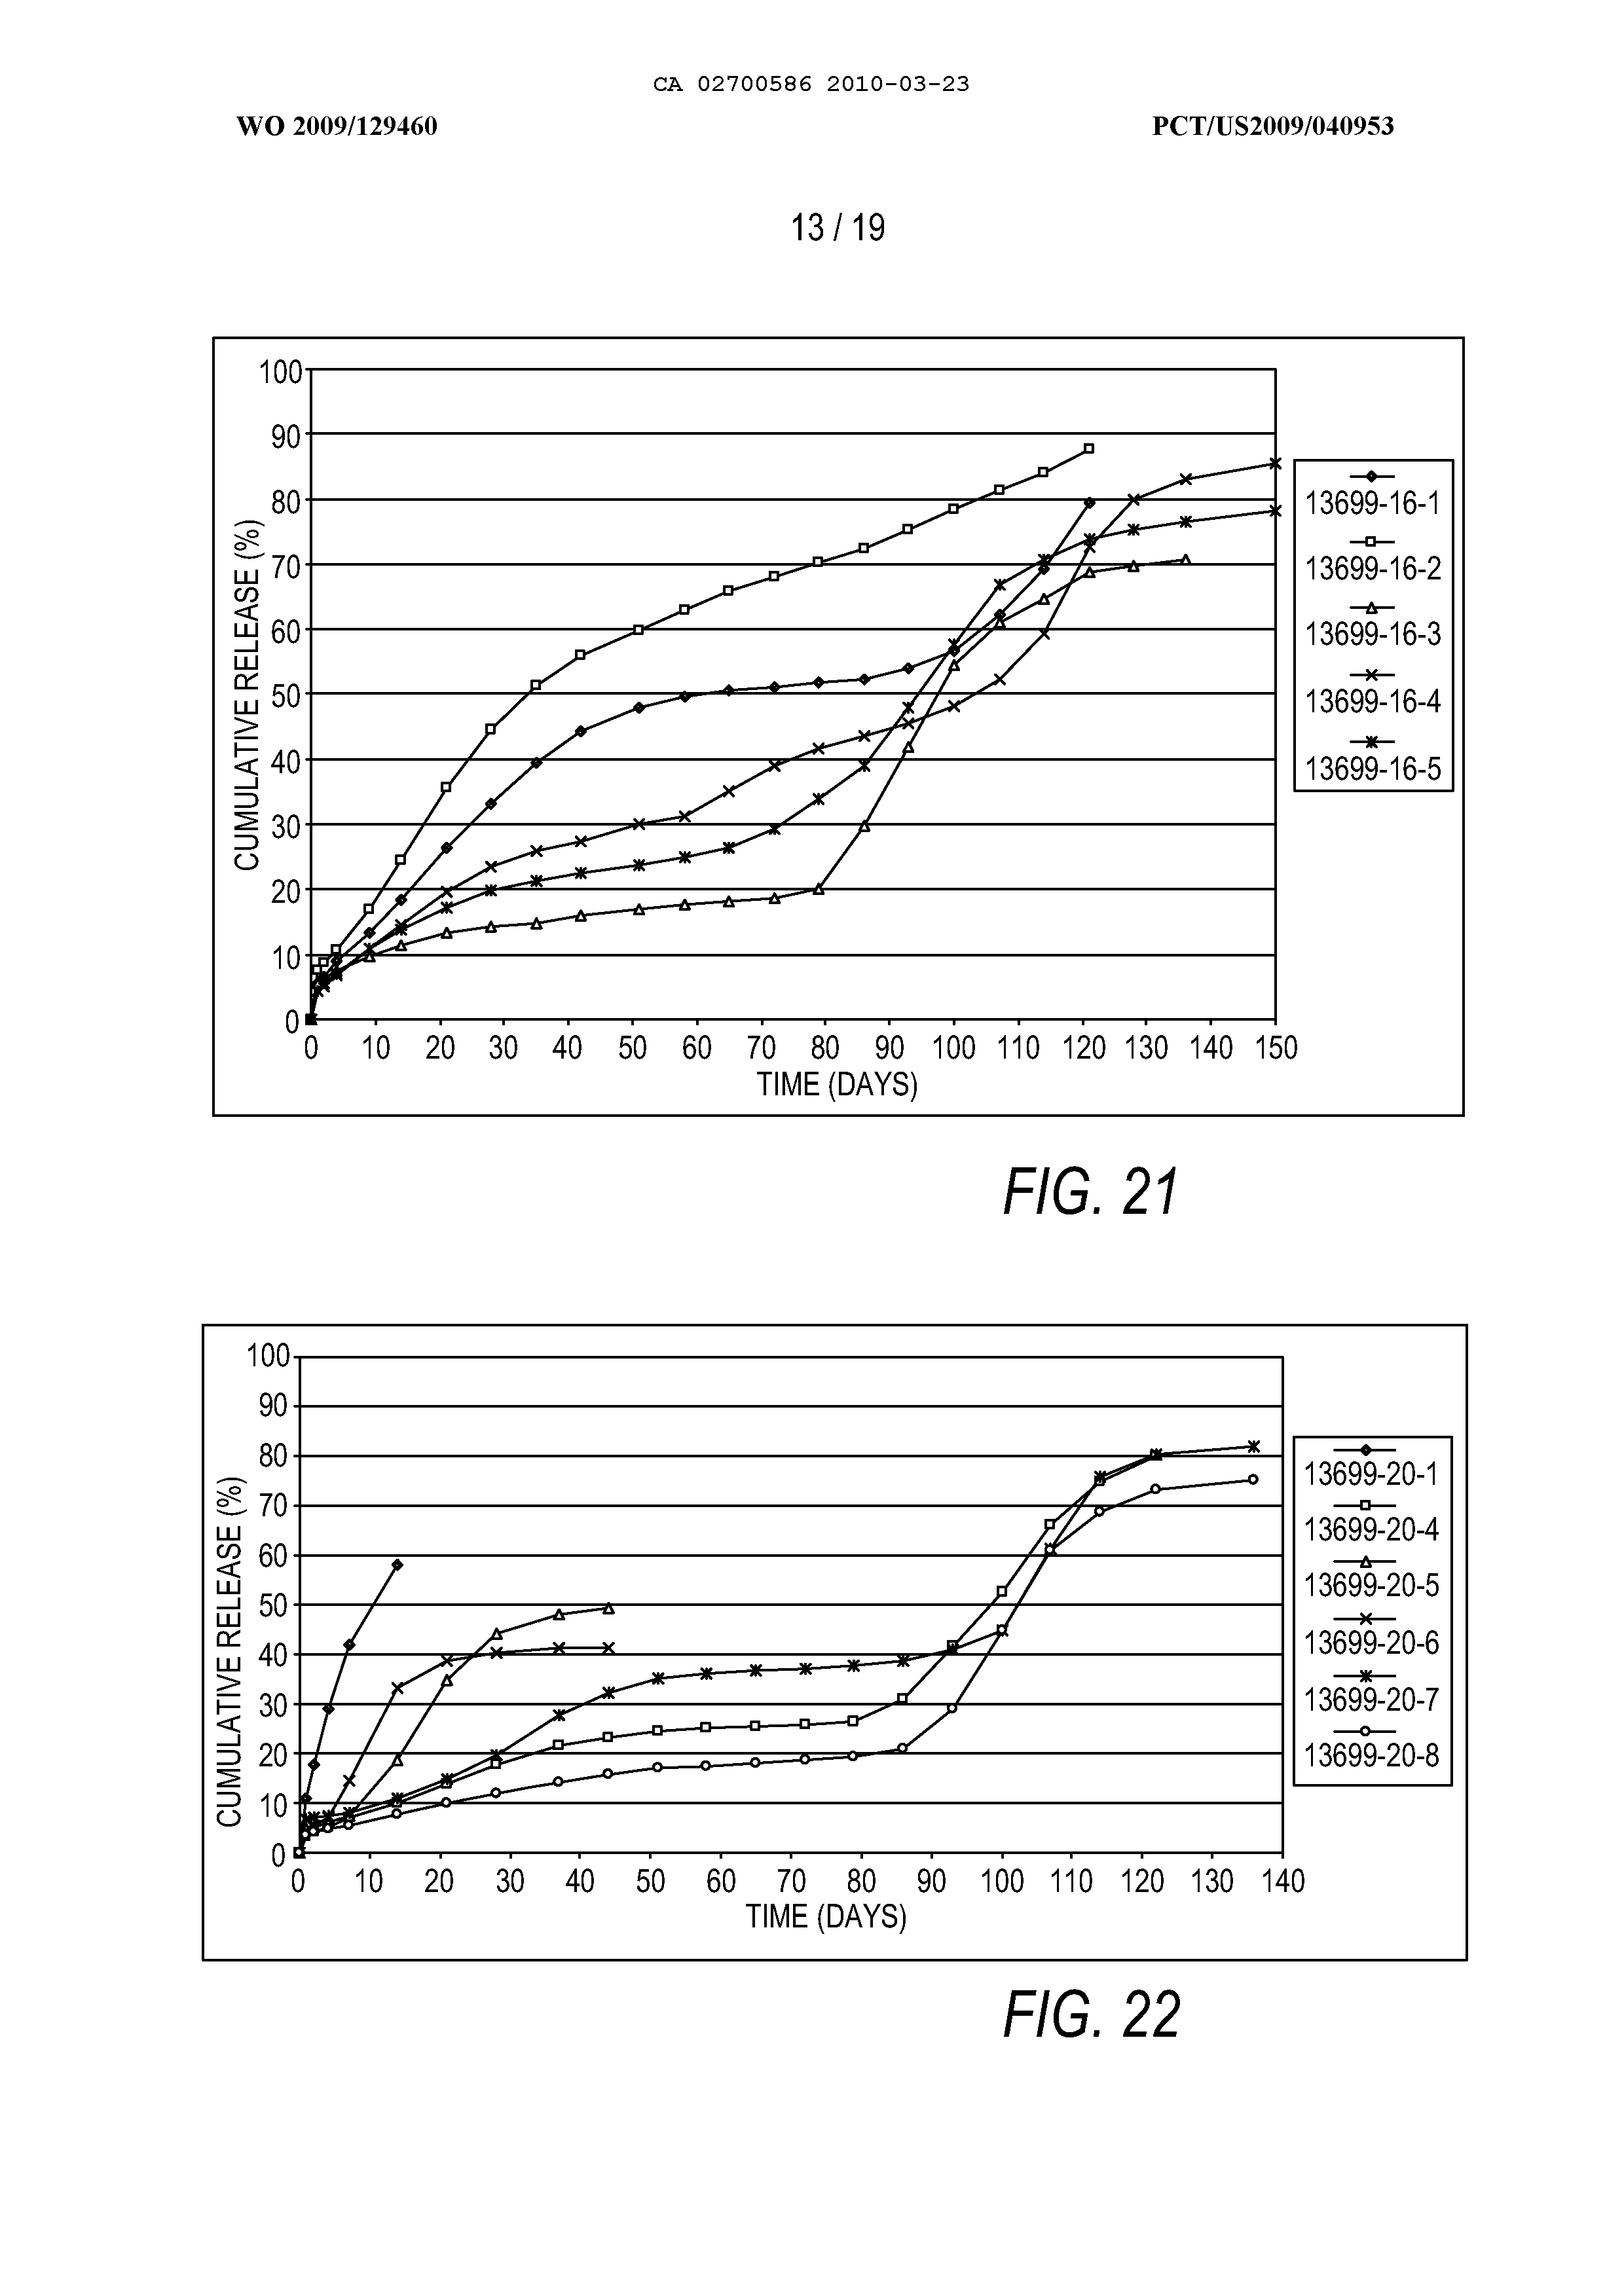 CA 02700586 2010-03-23
WO 2009/129460
PCT/US2009/040953
13 / 19
100
90
80
70
60
50
40
30
20
10
0
CUMULATIVE RELEASE (%)
0 10 20 30 40 50 60 70 80 90 100 110 120 130 140 150
TIME (DAYS)
13699-16-1
13699-16-2
13699-16-3
13699-16-4
13699-16-5
FIG. 21
100
90
80
70
60
50
40
30
20
10
0
CUMULATIVE RELEASE (%)
0 10 20 30 40 50 60 70 80 90 100 110 120 130 140
TIME (DAYS)
13699-20-1
13699-20-4
13699-20-5
13699-20-6
13699-20-7
13699-20-8
FIG. 22